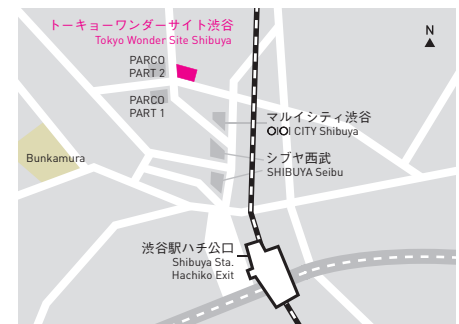 トーキョーワンダーサイト渋谷
Tokyo Wonder Site Shibuya
N
PARCO
PART 2
PARCO
PART 1
マルイシティ渋谷
OIOI CITY Shibuya
Bunkamura
シブヤ西武
SHIBUYA Seibu
渋谷駅ハチ公口
Shibuya Sta.
Hachiko Exit